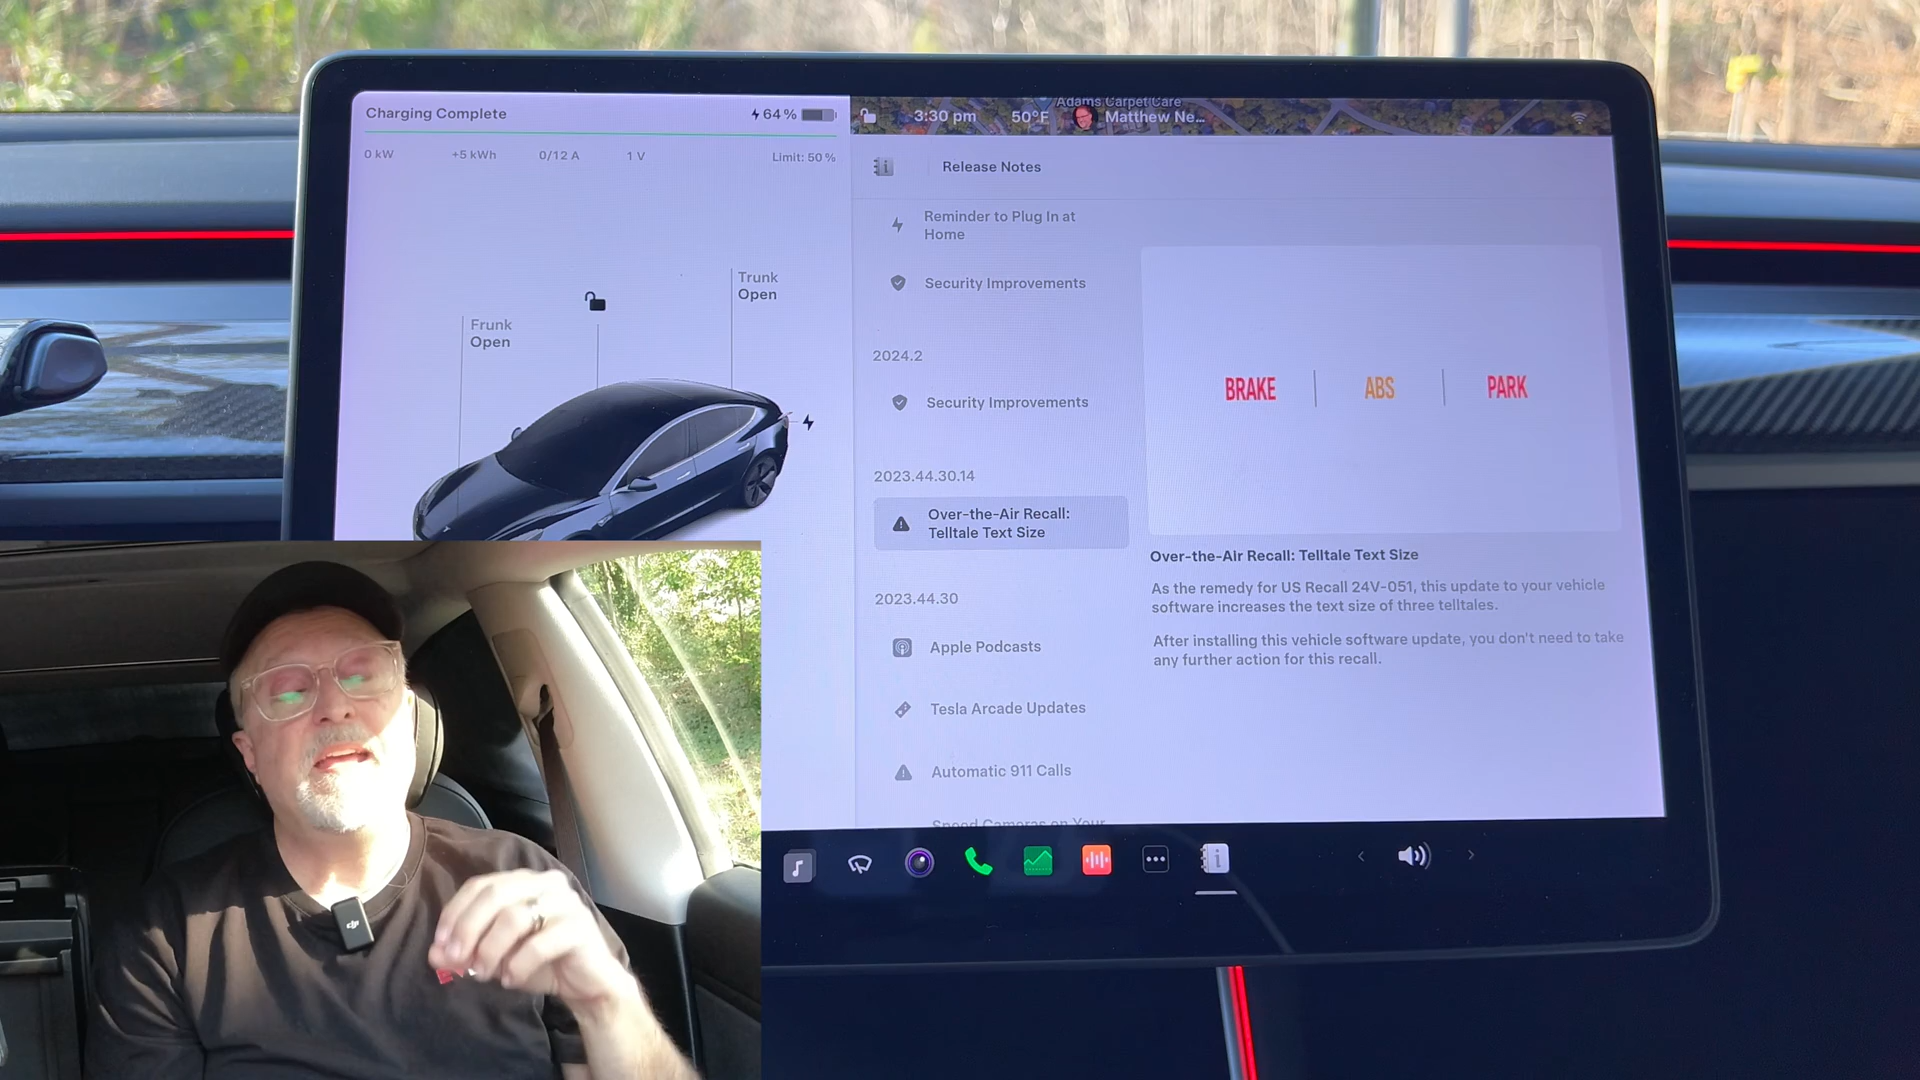 Charging Complete
64 %
0 kW
+5 kWh
0/12 A
1 V
Limit: 50 %
Trunk
Open
Frunk
Open
Adams Carpet Care
3:30 pm
50°F
Matthew Ne...
Release Notes
Reminder to Plug In at
Home
Security Improvements
2024.2
Security Improvements
2023.44.30.14
Over-the-Air Recall:
Telltale Text Size
2023.44.30
Apple Podcasts
Tesla Arcade Updates
Automatic 911 Calls
Speed Cameras on Your
BRAKE
ABS
PARK
Over-the-Air Recall: Telltale Text Size
As the remedy for US Recall 24V-051, this update to your vehicle
software increases the text size of three telltales.
After installing this vehicle software update, you don't need to take
any further action for this recall.
dji